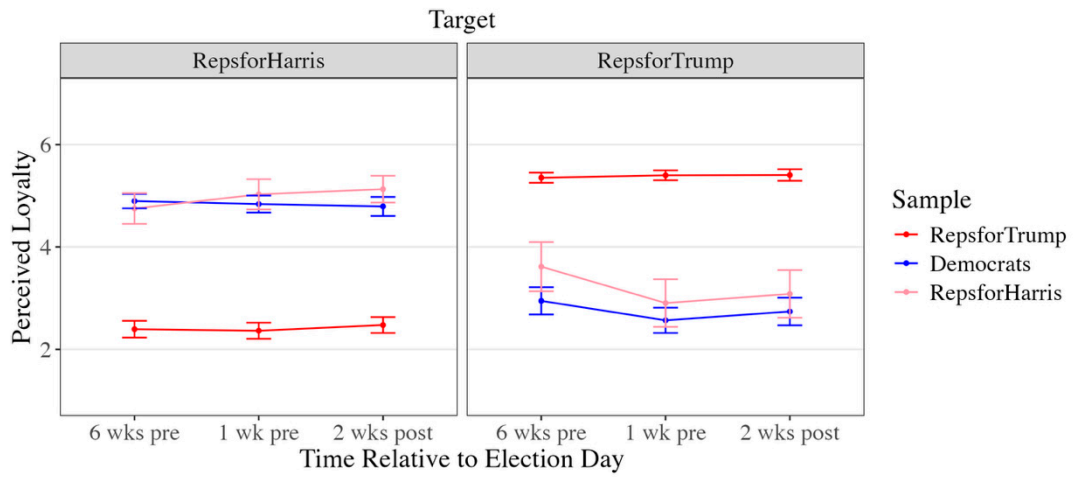 Target
RepsforHarris
RepsforTrump
Perceived Loyalty
6
4
2
6 wks pre
1 wk pre
2 wks post
6 wks pre
1 wk pre
2 wks post
Time Relative to Election Day
Sample
RepsforTrump
Democrats
RepsforHarris